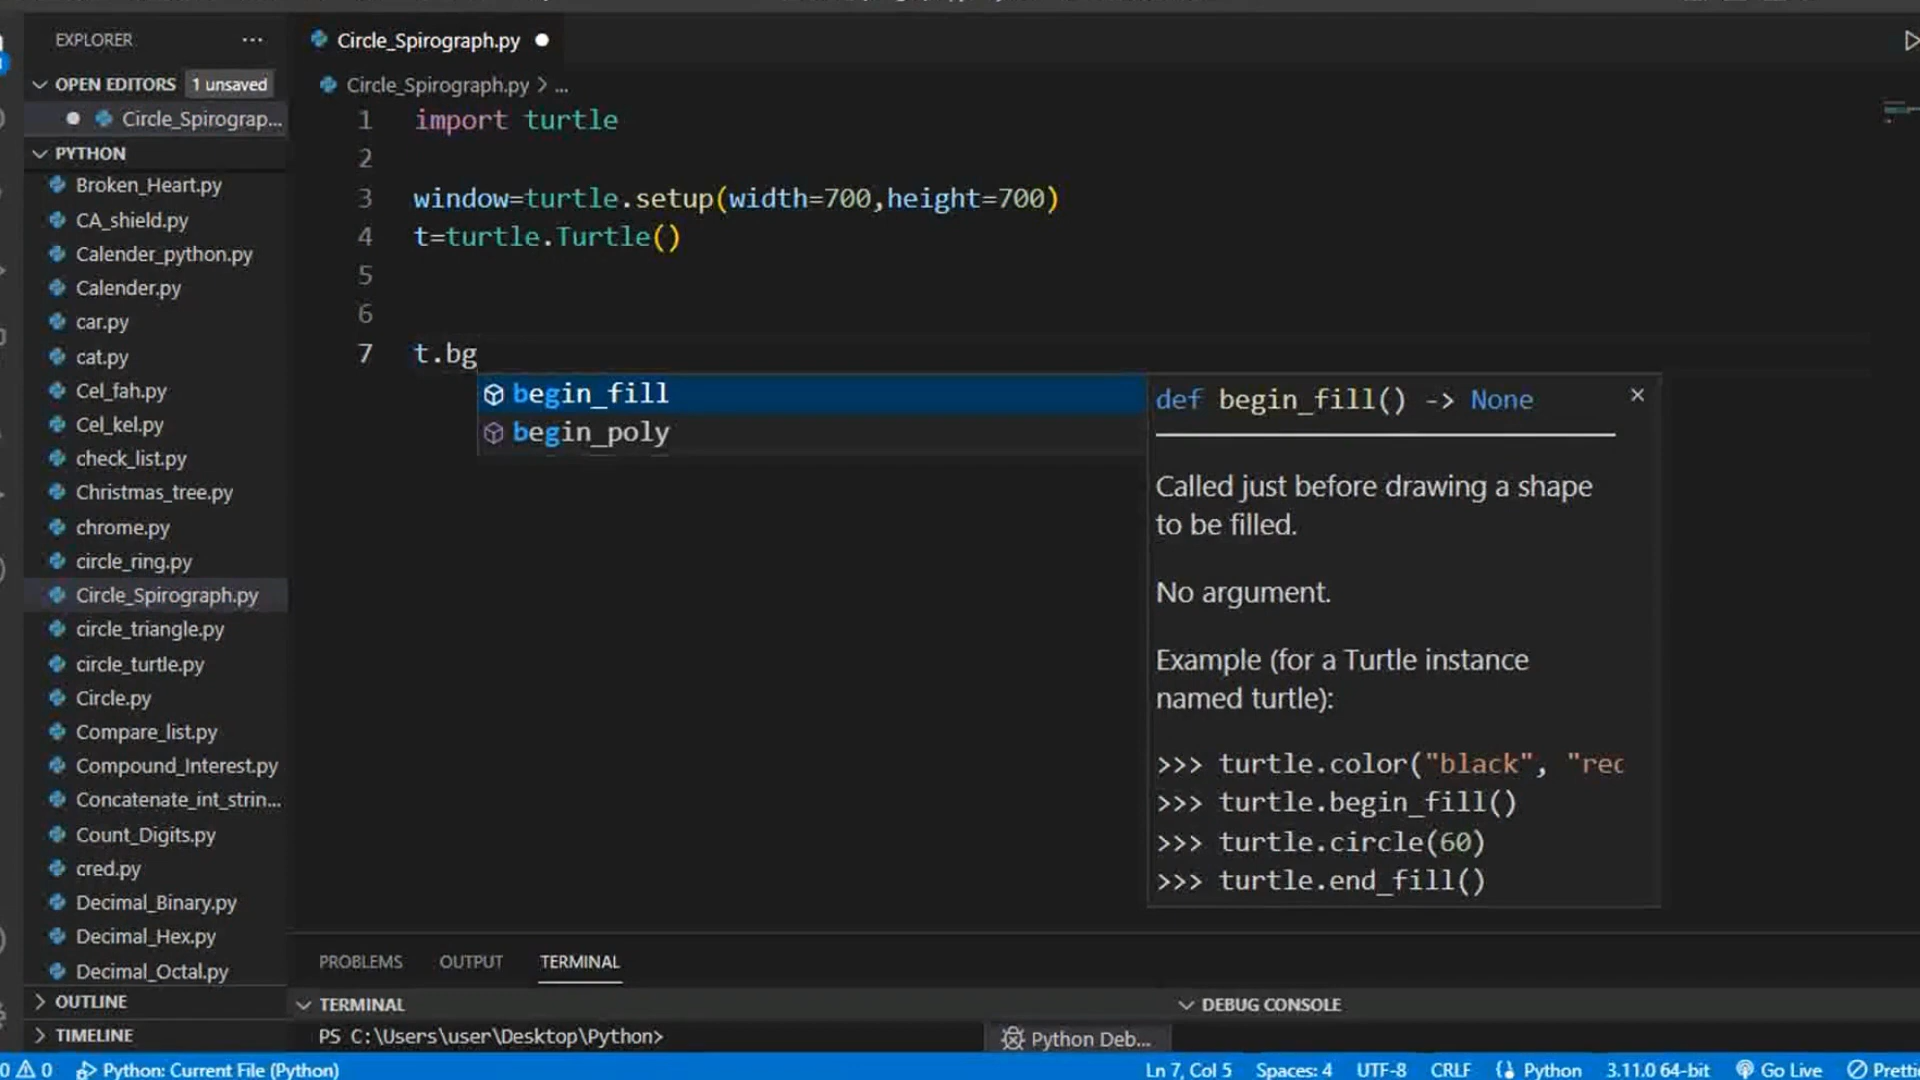 EXPLORER
...
Circle_Spirograph.py
OPEN EDITORS 1 unsaved
Circle_Spirograp...
Circle_Spirograph.py > ...
PYTHON
Broken_Heart.py
CA_shield.py
Calender_python.py
Calender.py
car.py
cat.py
Cel_fah.py
Cel_kel.py
check_list.py
Christmas_tree.py
chrome.py
circle_ring.py
Circle_Spirograph.py
circle_triangle.py
circle_turtle.py
Circle.py
Compare_list.py
Compound_Interest.py
Concatenate_int_strin...
Count_Digits.py
cred.py
Decimal_Binary.py
Decimal_Hex.py
Decimal_Octal.py
OUTLINE
TIMELINE
1 import turtle
2
3 window=turtle.setup(width=700,height=700)
4 t=turtle.Turtle()
5
6
7 t.bg
begin_fill
begin_poly
def begin_fill() -> None
Called just before drawing a shape
to be filled.
No argument.
Example (for a Turtle instance
named turtle):
>>> turtle.color("black", "rec
>>> turtle.begin_fill()
>>> turtle.circle(60)
>>> turtle.end_fill()
PROBLEMS OUTPUT TERMINAL
TERMINAL
DEBUG CONSOLE
PS C:\Users\user\Desktop\Python>
Python Deb...
0 0 Python: Current File (Python) Ln 7, Col 5 Spaces: 4 UTF-8 CRLF Python 3.11.0 64-bit Go Live Pretti